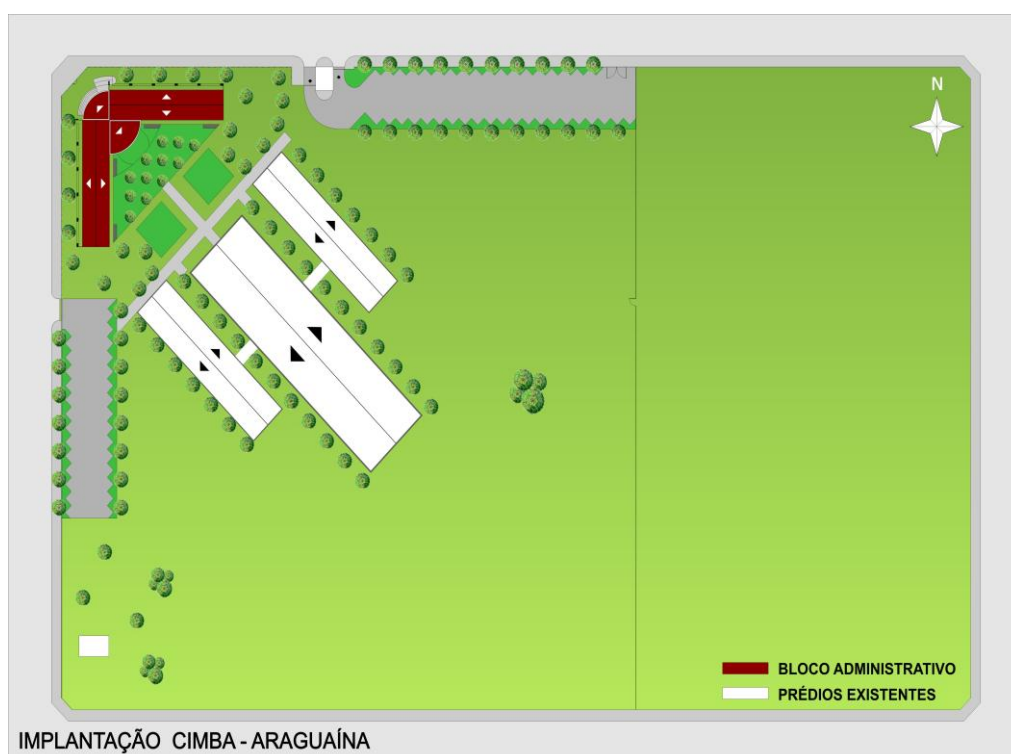 N
BLOCO ADMINISTRATIVO
PRÉDIOS EXISTENTES
IMPLANTAÇÃO CIMBA - ARAGUAÍNA